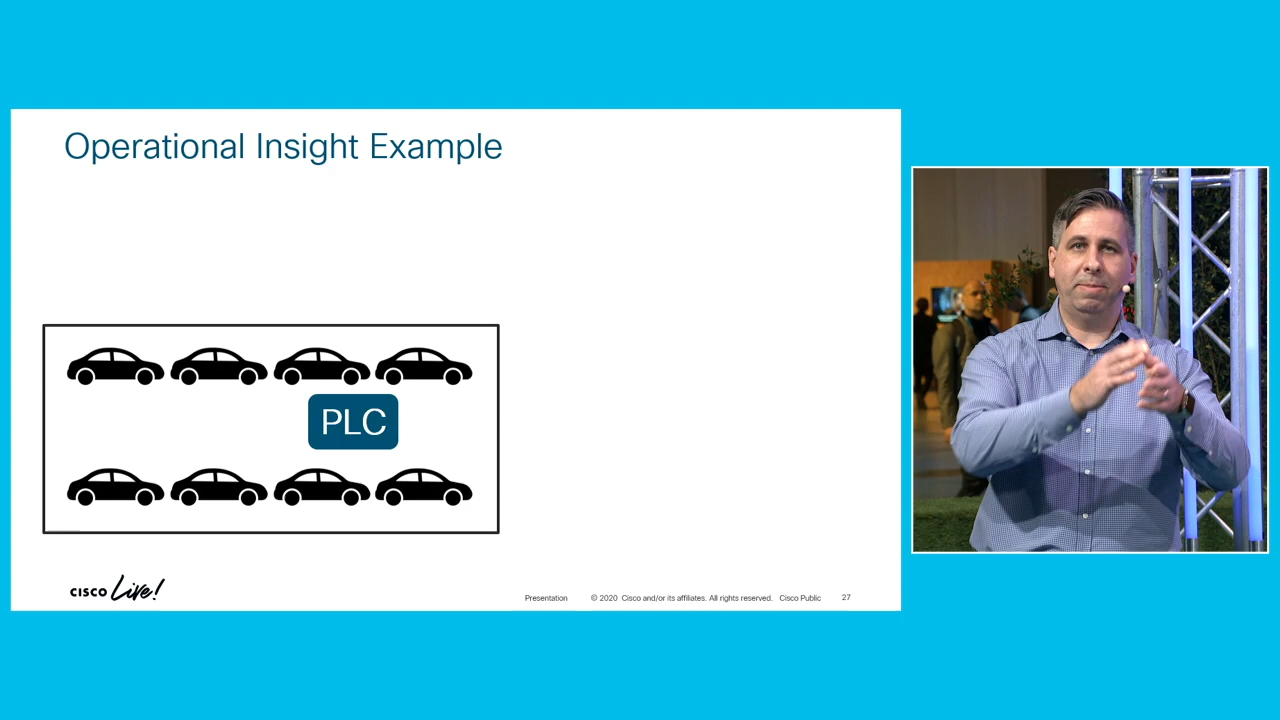 Operational Insight Example
PLC
CISCO Live!
Presentation © 2020 Cisco and/or its affiliates. All rights reserved. Cisco Public 27